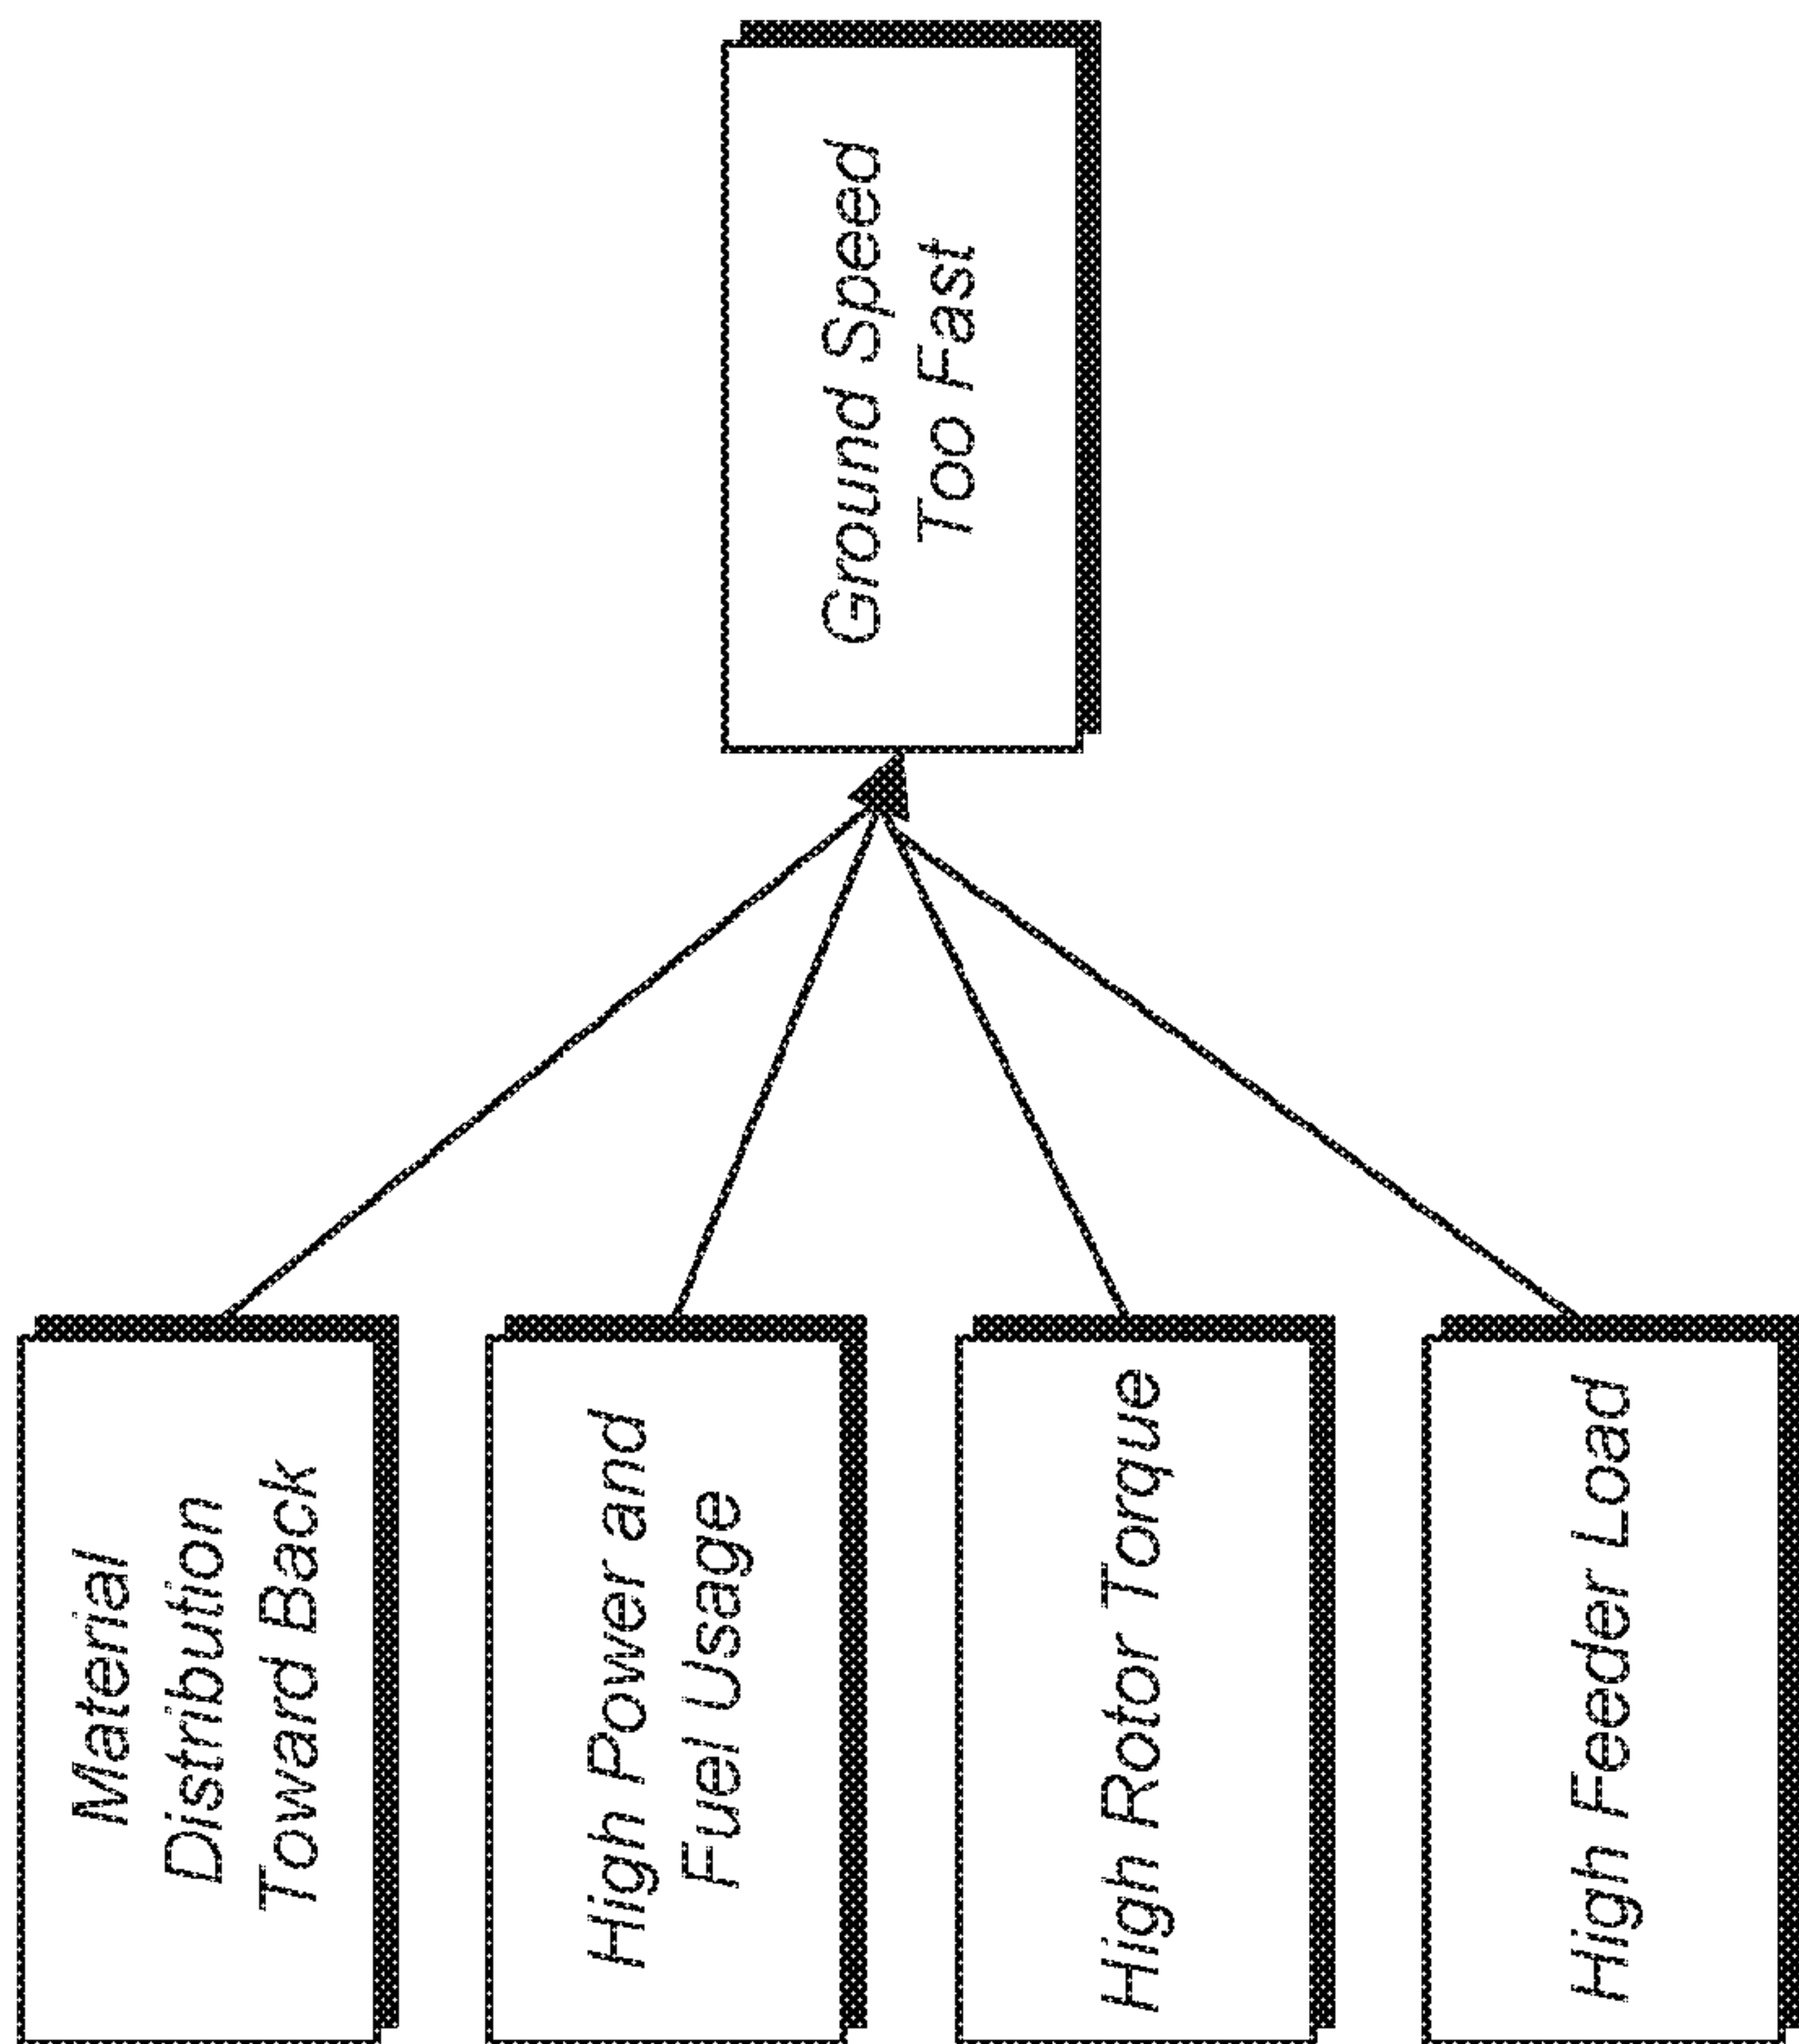 Material
Distribution
Toward Back
High Power and
Fuel Usage
High Rotor Torque
High Feeder Load
Ground Speed
Too Fast